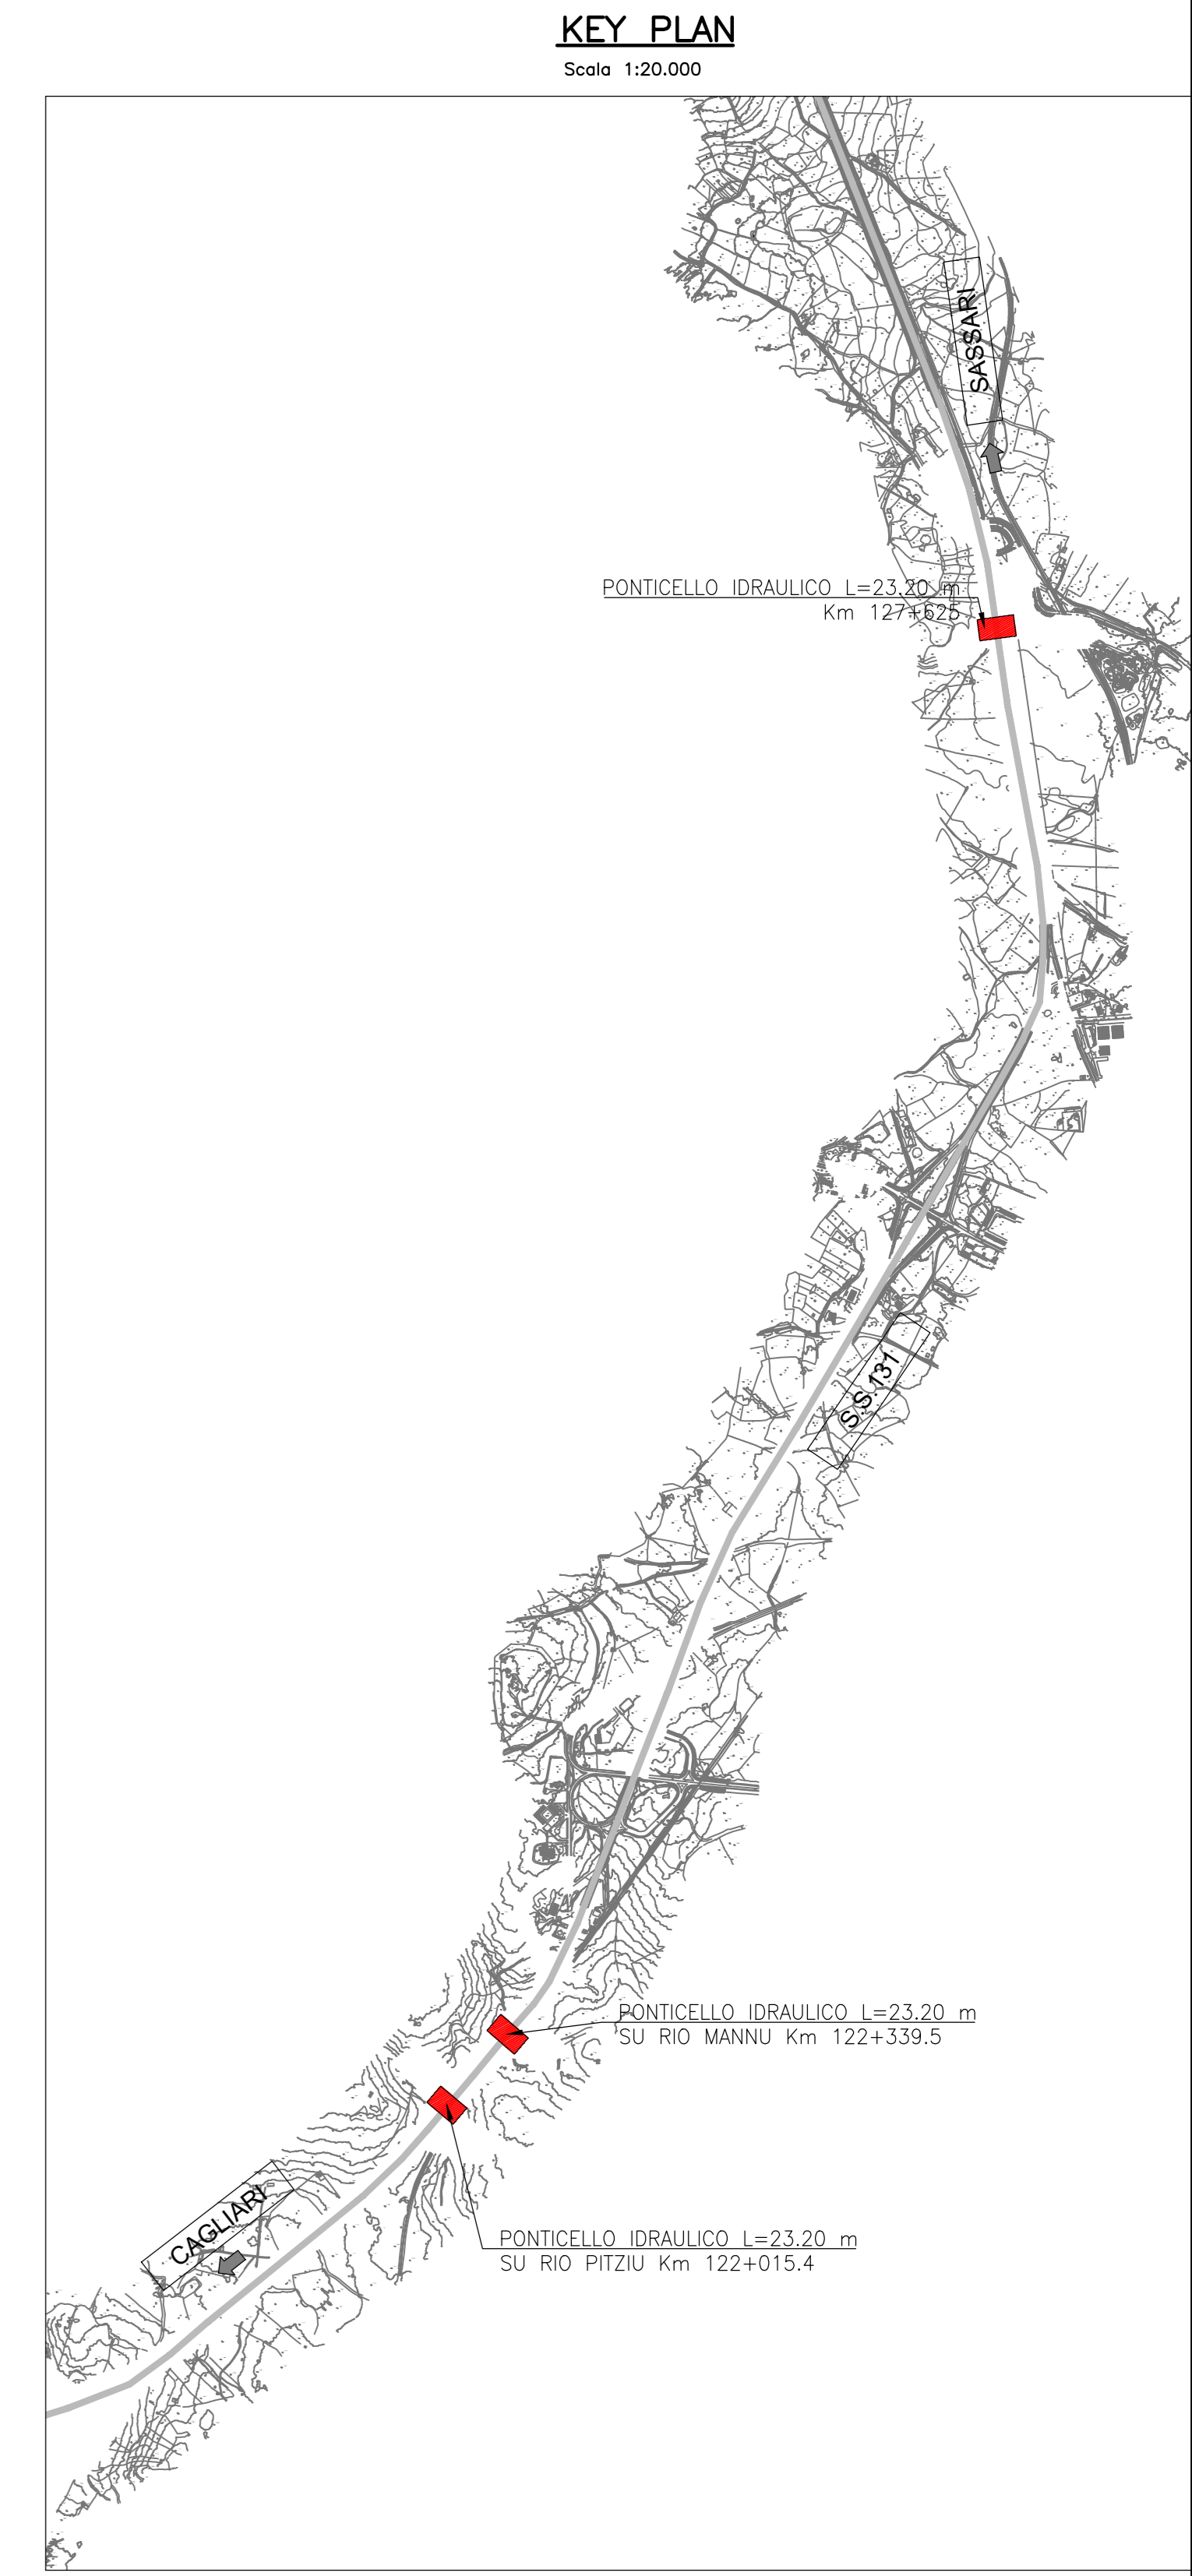 KEY PLAN
Scala 1:20.000
SASSARI
PONTICELLO IDRAULICO L=23.20 m
Km 127+625
S.S.131
PONTICELLO IDRAULICO L=23.20 m
SU RIO MANNU Km 122+339.5
CAGLIARI
PONTICELLO IDRAULICO L=23.20 m
SU RIO PITZIU Km 122+015.4